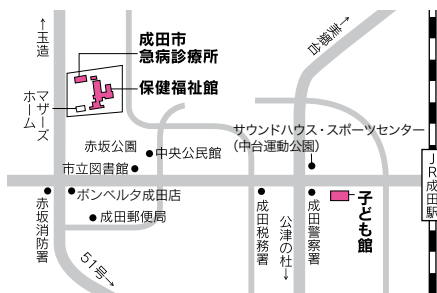 ←玉造
成田市
急病診療所
保健福祉館
マザーズ
ホーム
↑美郷台
赤坂公園
中央公民館
市立図書館
サウンドハウス・スポーツセンター
(中台運動公園)
ボンベルタ成田店
成田郵便局
赤坂消防署
51号→
成田税務署
公津の杜→
成田警察署
子ども館
JR成田駅